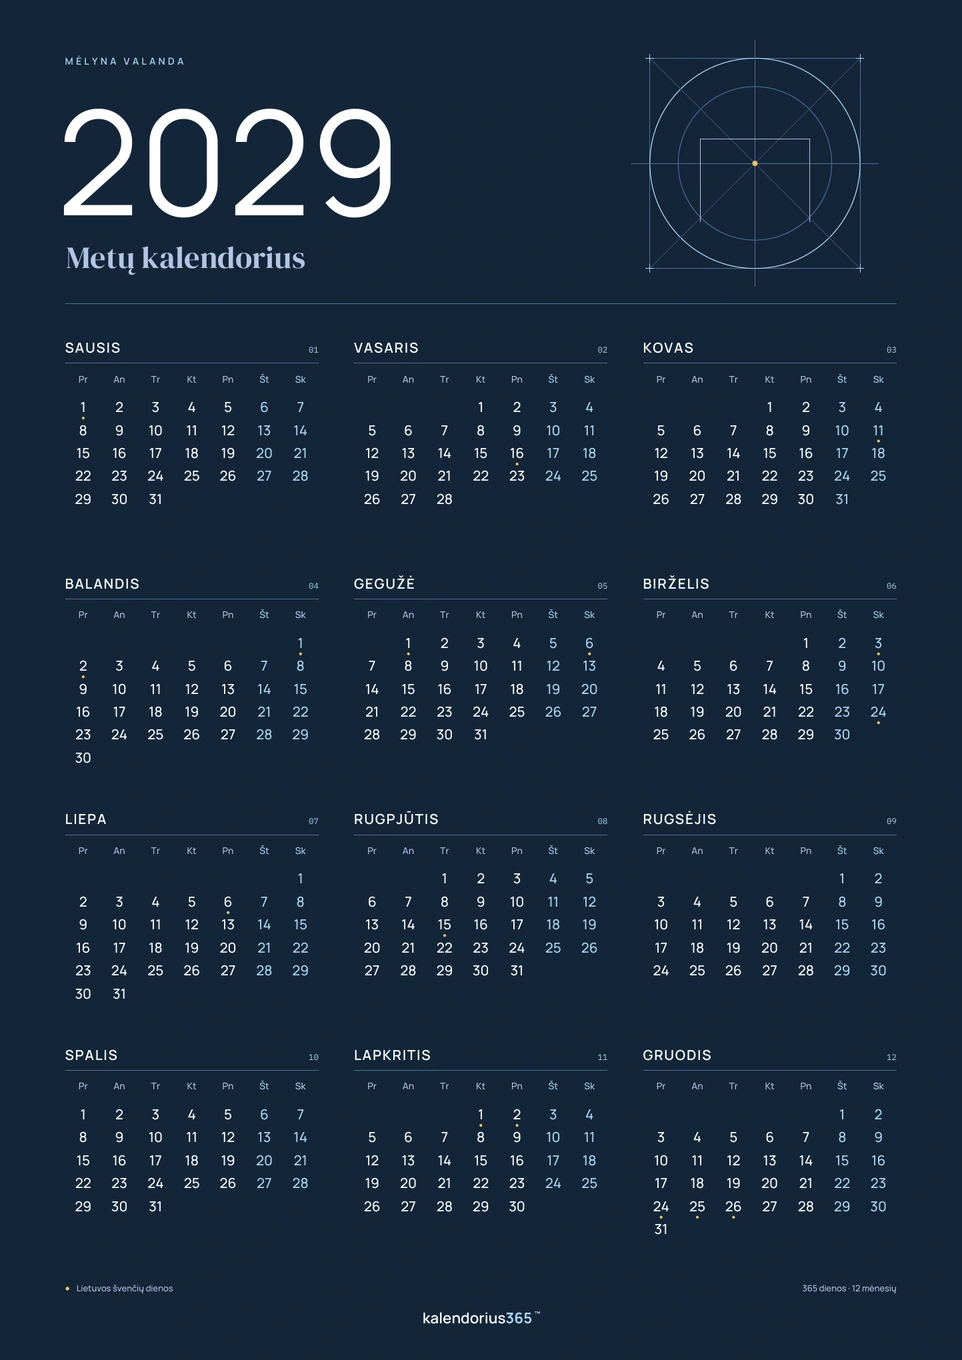 MĖLYNA VALANDA
2029
Metų kalendorius
SAUSIS 01
Pr An Tr Kt Pn Št Sk
1 2 3 4 5 6 7
8 9 10 11 12 13 14
15 16 17 18 19 20 21
22 23 24 25 26 27 28
29 30 31
VASARIS 02
Pr An Tr Kt Pn Št Sk
1 2 3 4
5 6 7 8 9 10 11
12 13 14 15 16 17 18
19 20 21 22 23 24 25
26 27 28
KOVAS 03
Pr An Tr Kt Pn Št Sk
1 2 3 4
5 6 7 8 9 10 11
12 13 14 15 16 17 18
19 20 21 22 23 24 25
26 27 28 29 30 31
BALANDIS 04
Pr An Tr Kt Pn Št Sk
1
2 3 4 5 6 7 8
9 10 11 12 13 14 15
16 17 18 19 20 21 22
23 24 25 26 27 28 29
30
GEGUŽĖ 05
Pr An Tr Kt Pn Št Sk
1 2 3 4 5 6
7 8 9 10 11 12 13
14 15 16 17 18 19 20
21 22 23 24 25 26 27
28 29 30 31
BIRŽELIS 06
Pr An Tr Kt Pn Št Sk
1 2 3
4 5 6 7 8 9 10
11 12 13 14 15 16 17
18 19 20 21 22 23 24
25 26 27 28 29 30
LIEPA 07
Pr An Tr Kt Pn Št Sk
1
2 3 4 5 6 7 8
9 10 11 12 13 14 15
16 17 18 19 20 21 22
23 24 25 26 27 28 29
30 31
RUGPJŪTIS 08
Pr An Tr Kt Pn Št Sk
1 2 3 4 5
6 7 8 9 10 11 12
13 14 15 16 17 18 19
20 21 22 23 24 25 26
27 28 29 30 31
RUGSĖJIS 09
Pr An Tr Kt Pn Št Sk
1 2
3 4 5 6 7 8 9
10 11 12 13 14 15 16
17 18 19 20 21 22 23
24 25 26 27 28 29 30
SPALIS 10
Pr An Tr Kt Pn Št Sk
1 2 3 4 5 6 7
8 9 10 11 12 13 14
15 16 17 18 19 20 21
22 23 24 25 26 27 28
29 30 31
LAPKRITIS 11
Pr An Tr Kt Pn Št Sk
1 2 3 4
5 6 7 8 9 10 11
12 13 14 15 16 17 18
19 20 21 22 23 24 25
26 27 28 29 30
GRUODIS 12
Pr An Tr Kt Pn Št Sk
1 2
3 4 5 6 7 8 9
10 11 12 13 14 15 16
17 18 19 20 21 22 23
24 25 26 27 28 29 30
31
Lietuvos švenčių dienos
365 dienos · 12 mėnesių
kalendorius365™